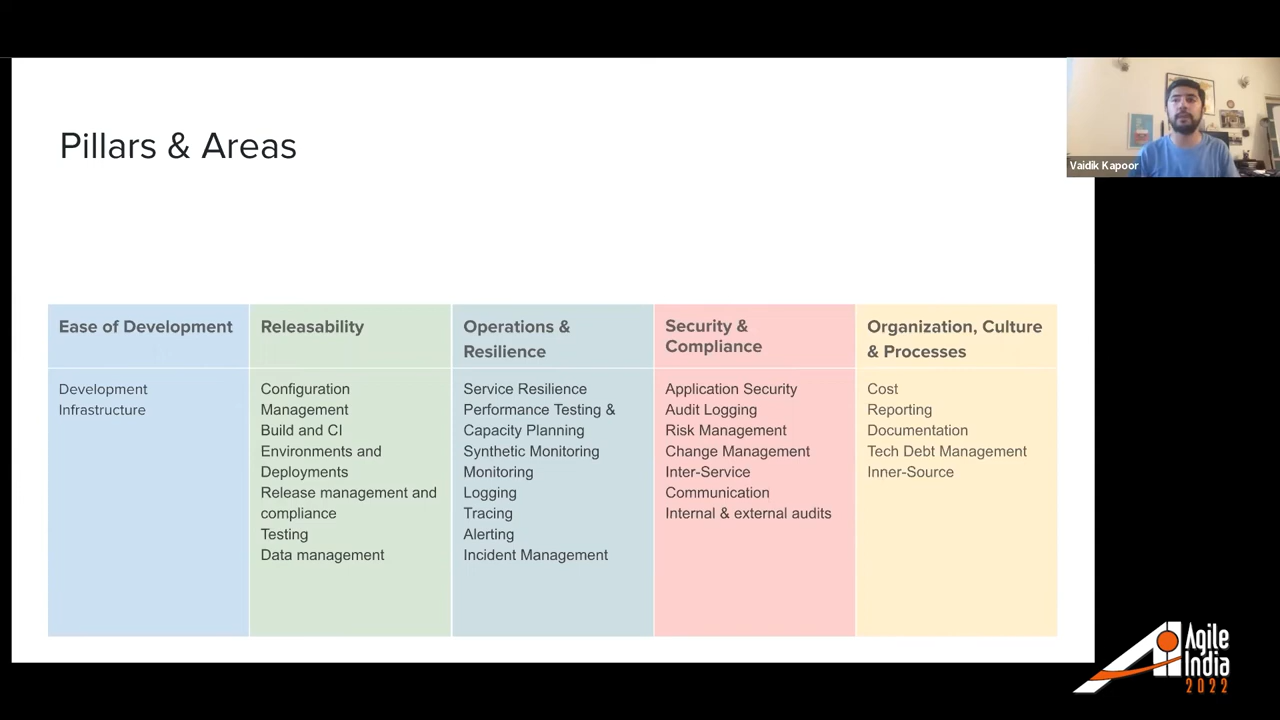 Pillars & Areas
Vaidik Kapoor
Ease of Development
Development
Infrastructure
Releasability
Configuration
Management
Build and CI
Environments and
Deployments
Release management and
compliance
Testing
Data management
Operations &
Resilience
Service Resilience
Performance Testing &
Capacity Planning
Synthetic Monitoring
Monitoring
Logging
Tracing
Alerting
Incident Management
Security &
Compliance
Application Security
Audit Logging
Risk Management
Change Management
Inter-Service
Communication
Internal & external audits
Organization, Culture
& Processes
Cost
Reporting
Documentation
Tech Debt Management
Inner-Source
Agile
India
2022